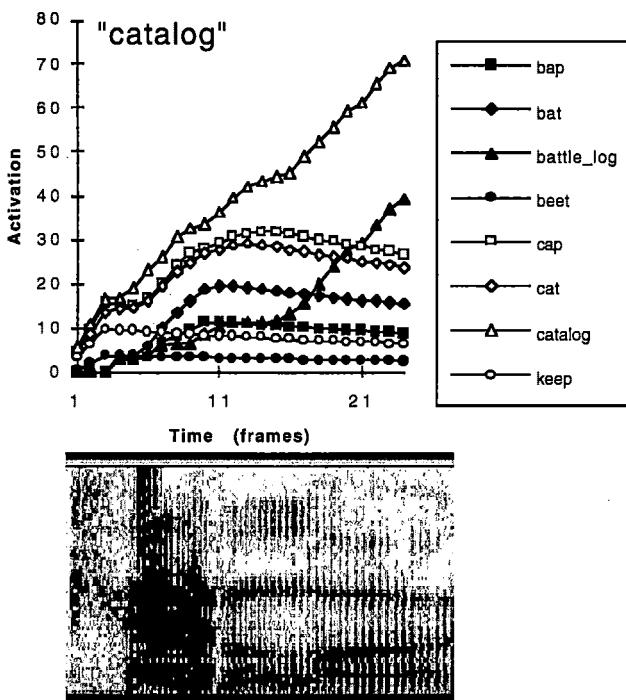 "catalog"
80
70
60
50
40
30
20
10
0
Activation
1 11 21
Time (frames)
bap
bat
battle_log
beet
cap
cat
catalog
keep